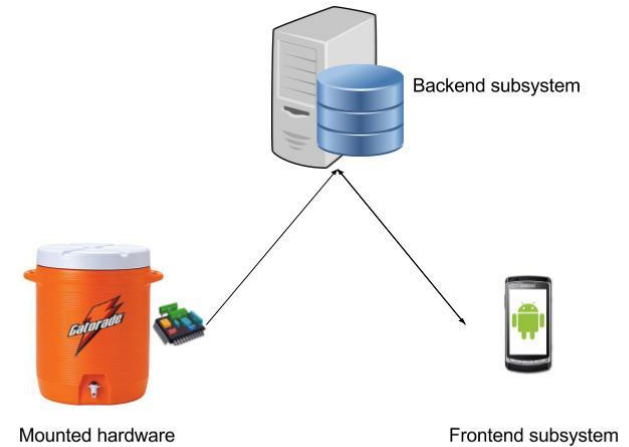 Backend subsystem
Gatorade
Mounted hardware
Frontend subsystem